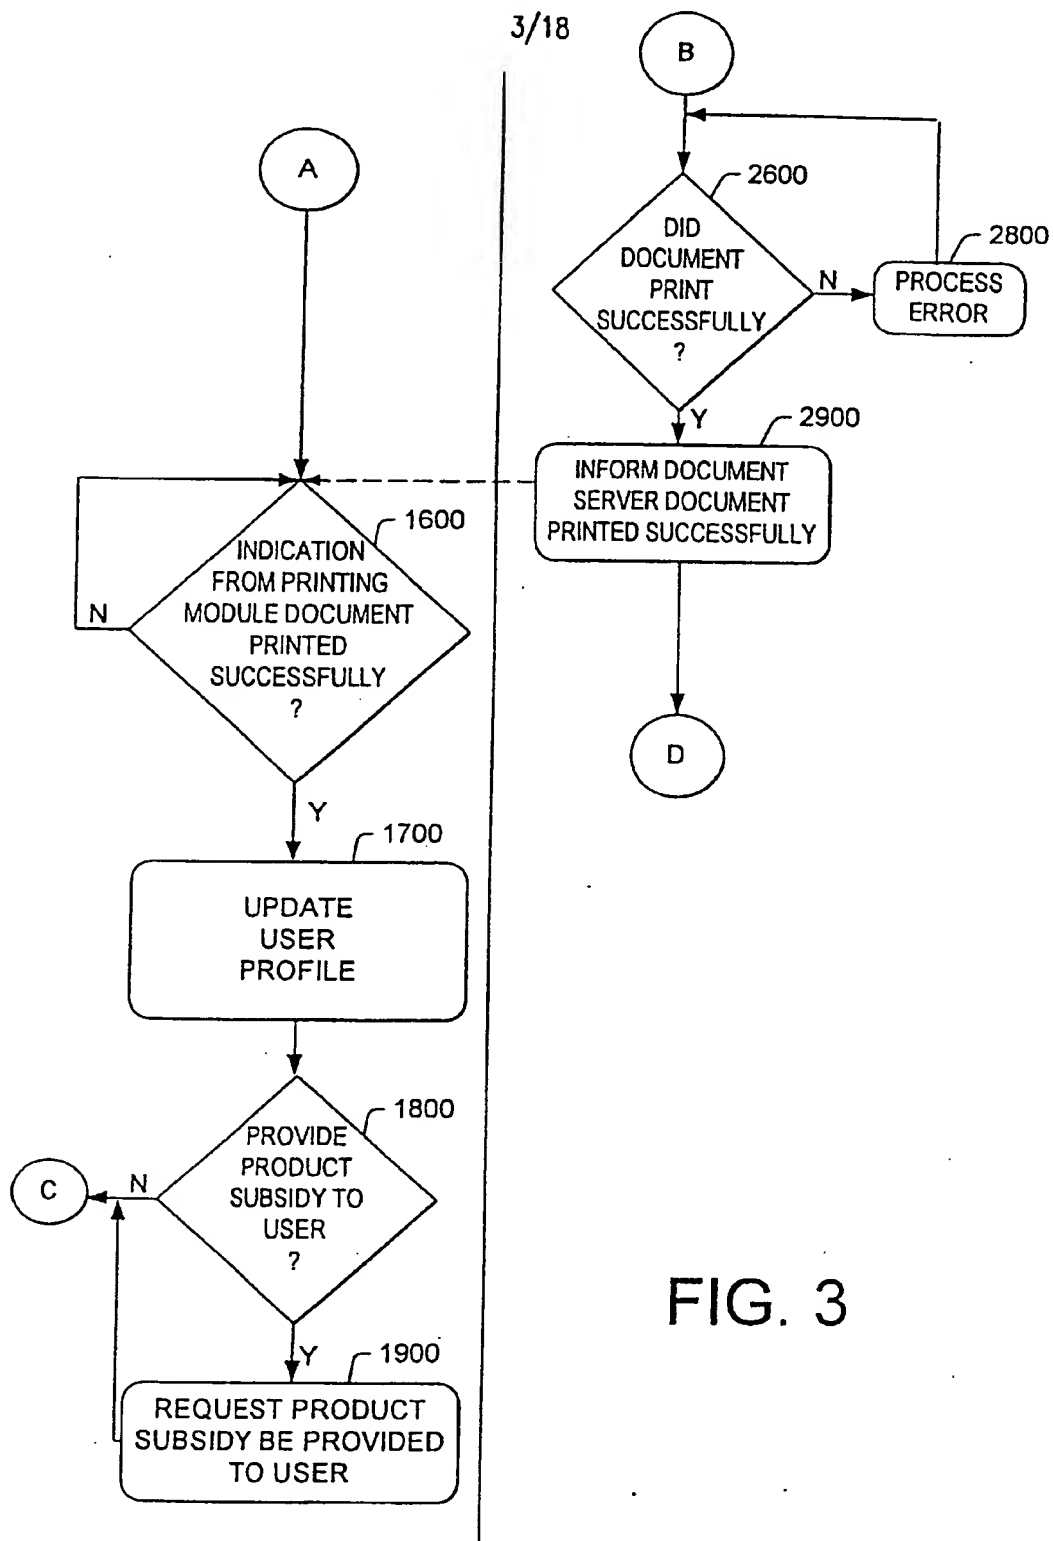 3/18
A
1600
INDICATION
FROM PRINTING
MODULE DOCUMENT
PRINTED
SUCCESSFULLY
?
N
Y
1700
UPDATE
USER
PROFILE
1800
PROVIDE
PRODUCT
SUBSIDY TO
USER
?
N
C
Y
1900
REQUEST PRODUCT
SUBSIDY BE PROVIDED
TO USER
B
2600
DID
DOCUMENT
PRINT
SUCCESSFULLY
?
N
2800
PROCESS
ERROR
Y
2900
INFORM DOCUMENT
SERVER DOCUMENT
PRINTED SUCCESSFULLY
D
FIG. 3